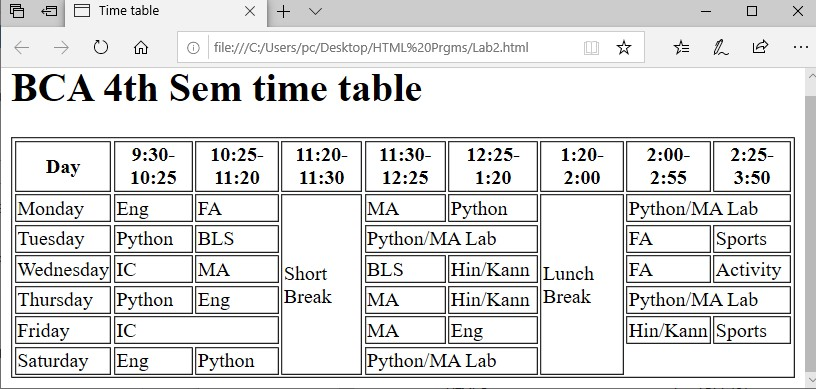 Time table
file:///C:/Users/pc/Desktop/HTML%20Prgms/Lab2.html
BCA 4th Sem time table
Day 9:30-10:25 10:25-11:20 11:20-11:30 11:30-12:25 12:25-1:20 1:20-2:00 2:00-2:55 2:25-3:50
Monday Eng FA Short Break MA Python Lunch Break Python/MA Lab
Tuesday Python BLS Python/MA Lab FA Sports
Wednesday IC MA BLS Hin/Kann FA Activity
Thursday Python Eng MA Hin/Kann Python/MA Lab
Friday IC MA Eng Hin/Kann Sports
Saturday Eng Python Python/MA Lab